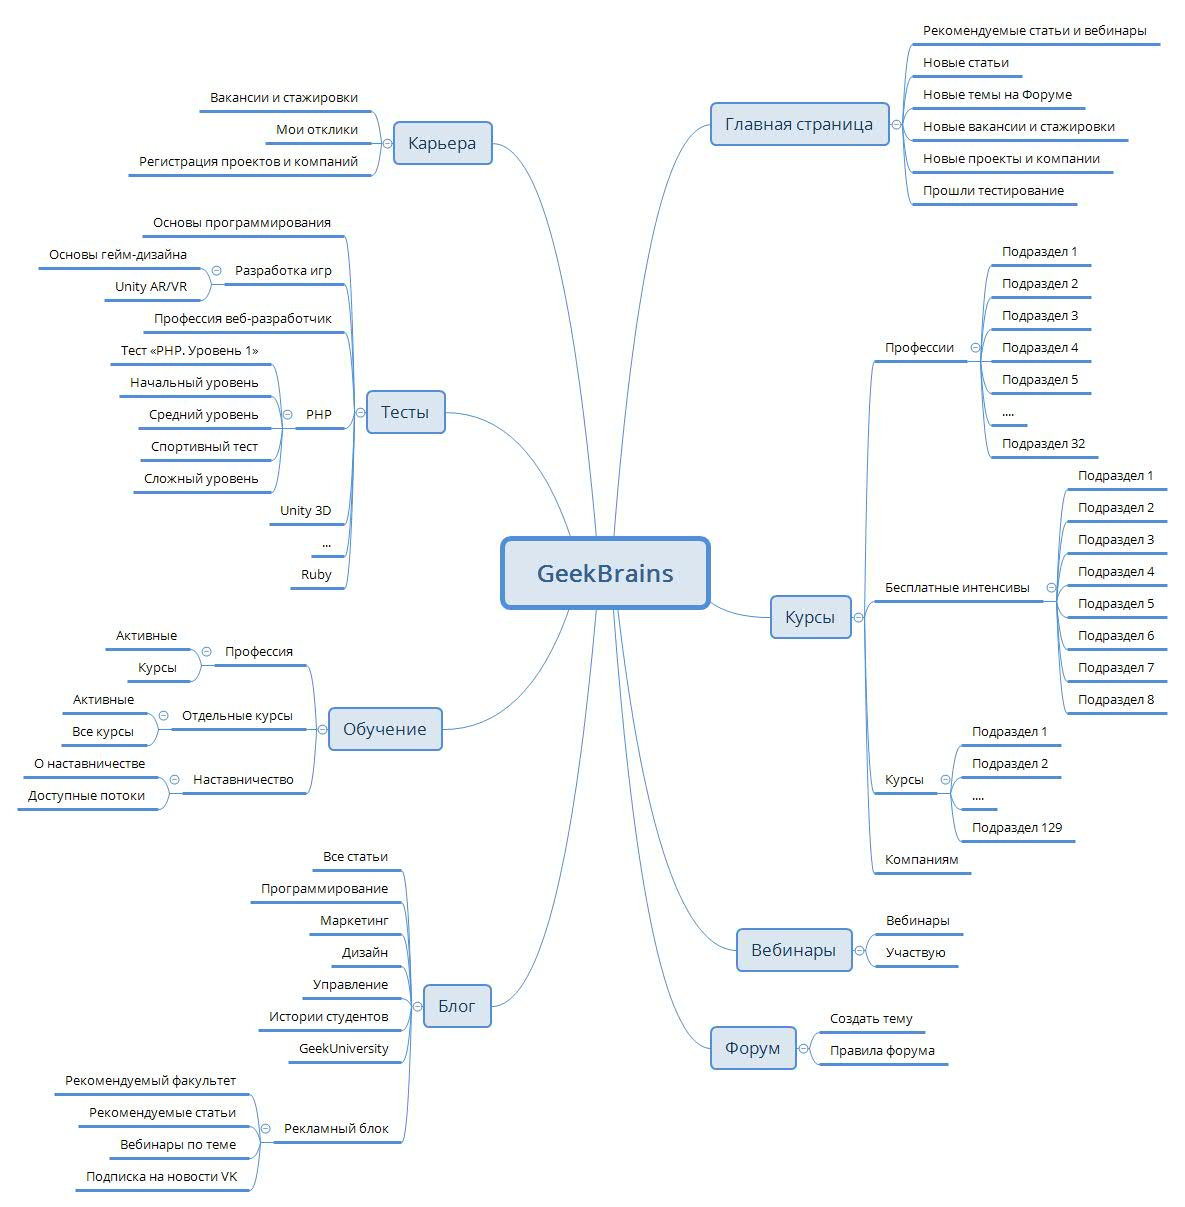 GeekBrains
Главная страница
Рекомендуемые статьи и вебинары
Новые статьи
Новые темы на Форуме
Новые вакансии и стажировки
Новые проекты и компании
Прошли тестирование
Курсы
Профессии
Подраздел 1
Подраздел 2
Подраздел 3
Подраздел 4
Подраздел 5
....
Подраздел 32
Бесплатные интенсивы
Подраздел 1
Подраздел 2
Подраздел 3
Подраздел 4
Подраздел 5
Подраздел 6
Подраздел 7
Подраздел 8
Курсы
Подраздел 1
Подраздел 2
....
Подраздел 129
Компаниям
Вебинары
Вебинары
Участвую
Форум
Создать тему
Правила форума
Карьера
Вакансии и стажировки
Мои отклики
Регистрация проектов и компаний
Тесты
Основы программирования
Разработка игр
Основы гейм-дизайна
Unity AR/VR
Профессия веб-разработчик
PHP
Тест «PHP. Уровень 1»
Начальный уровень
Средний уровень
Спортивный тест
Сложный уровень
Unity 3D
...
Ruby
Обучение
Профессия
Активные
Курсы
Отдельные курсы
Активные
Все курсы
Наставничество
О наставничестве
Доступные потоки
Блог
Все статьи
Программирование
Маркетинг
Дизайн
Управление
Истории студентов
GeekUniversity
Рекламный блок
Рекомендуемый факультет
Рекомендуемые статьи
Вебинары по теме
Подписка на новости VK